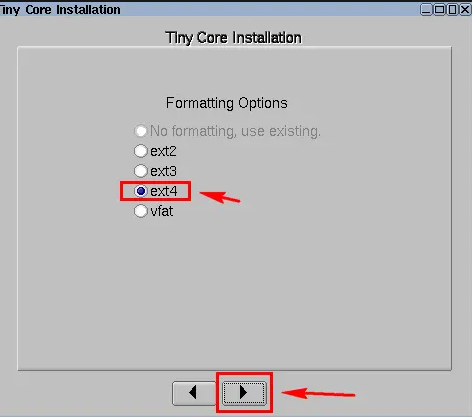 Tiny Core Installation
Tiny Core Installation
Formatting Options
No formatting, use existing.
ext2
ext3
ext4
vfat